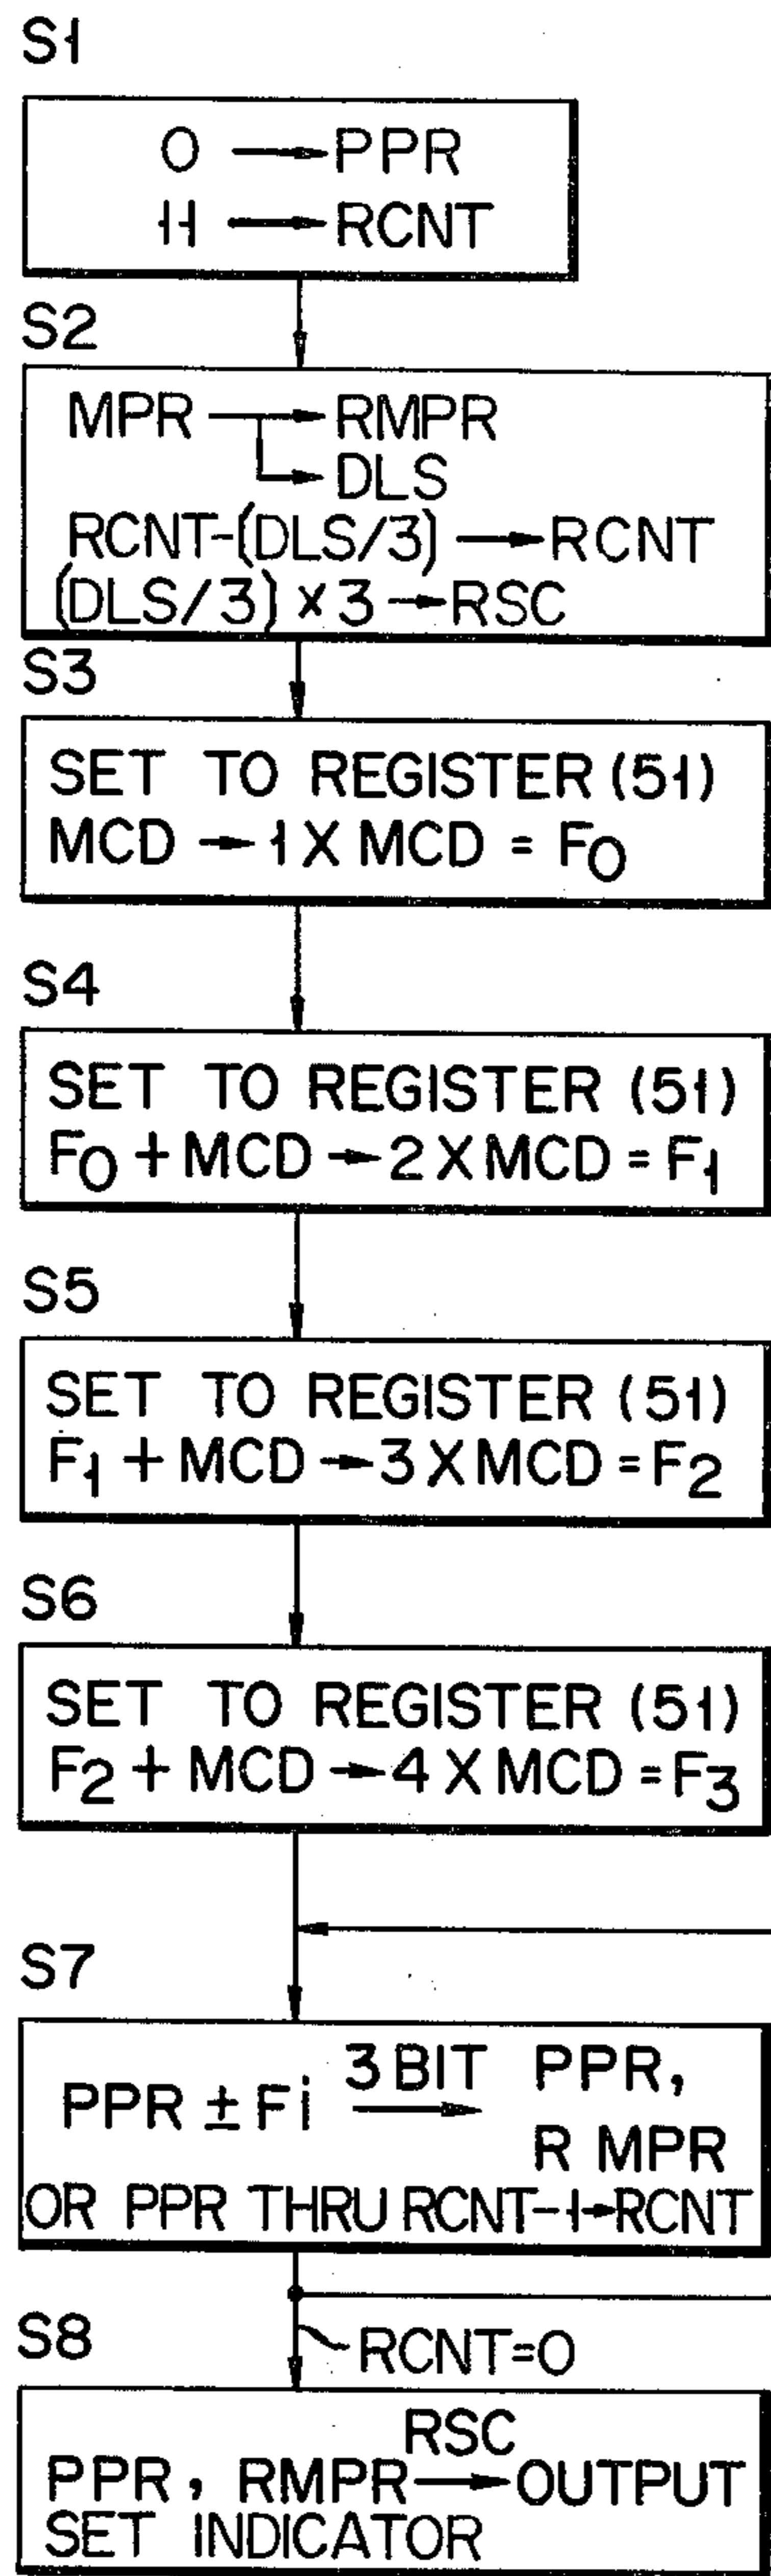 S1
0 → PPR
11 → RCNT
S2
MPR → RMPR
→ DLS
RCNT-[DLS/3] → RCNT
[DLS/3] × 3 → RSC
S3
SET TO REGISTER (51)
MCD → 1 X MCD = F0
S4
SET TO REGISTER (51)
F0 + MCD → 2 X MCD = F1
S5
SET TO REGISTER (51)
F1 + MCD → 3 X MCD = F2
S6
SET TO REGISTER (51)
F2 + MCD → 4 X MCD = F3
S7
PPR ± Fi 3 BIT → PPR,
R MPR
OR PPR THRU RCNT-1→RCNT
RCNT=0
S8
RSC
PPR, RMPR → OUTPUT
SET INDICATOR